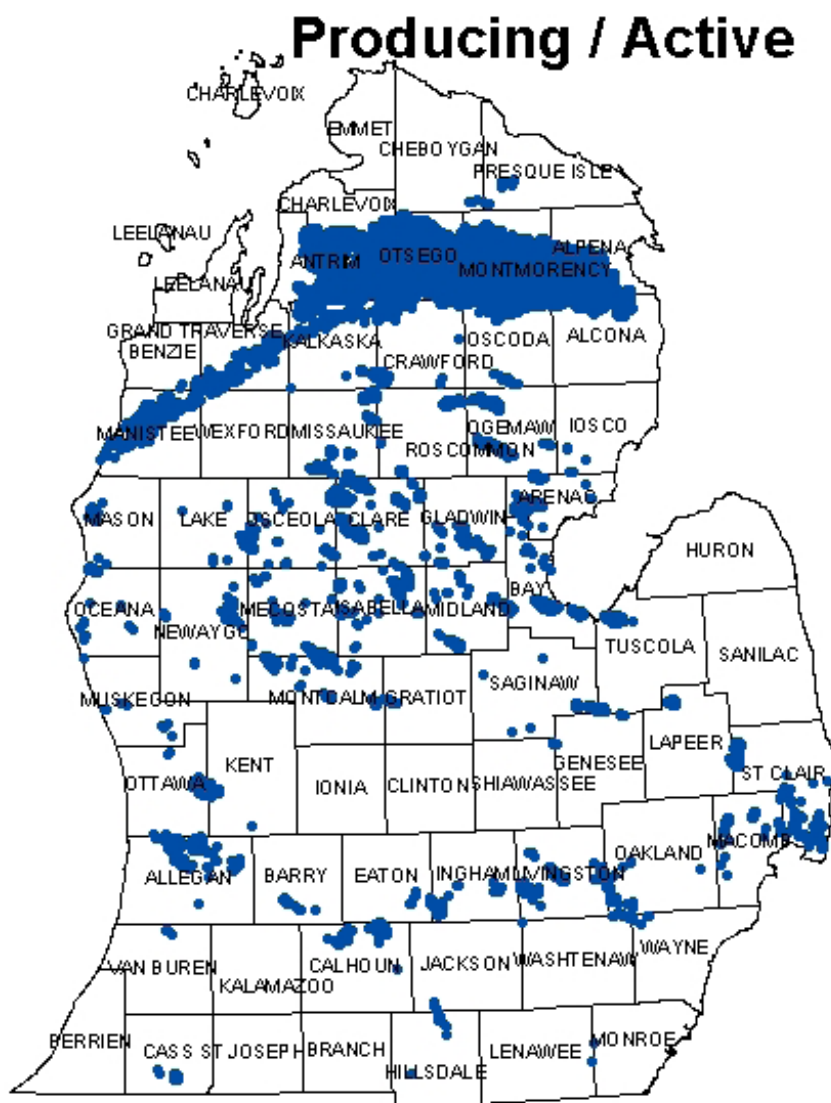 Producing / Active
CHARLEVOIX
EMMET
CHEBOYGAN
PRESQUE ISLE
CHARLEVOIX
LEELANAU
ANTRIM
OTSEGO
MONTMORENCY
ALPENA
LEELANAU
GRAND TRAVERSE
BENZIE
KALKASKA
CRAWFORD
OSCODA
ALCONA
MANISTEE
WEXFORD
MISSAUKEE
ROSCOMMON
OGEMAW
IOSCO
ARENAC
MASON
LAKE
OSCEOLA
CLARE
GLADWIN
HURON
OCEANA
NEWAYGO
MECOSTA
ISABELLA
MIDLAND
BAY
TUSCOLA
SANILAC
MUSKEGON
MONTCALM
GRATIOT
SAGINAW
LAPEER
ST CLAIR
OTTAWA
KENT
IONIA
CLINTON
SHIAWASSEE
GENESEE
ALLEGAN
BARRY
EATON
INGHAM
LIVINGSTON
OAKLAND
MACOMB
VAN BUREN
KALAMAZOO
CALHOUN
JACKSON
WASHTENAW
WAYNE
BERRIEN
CASS
ST JOSEPH
BRANCH
HILLSDALE
LENAWEE
MONROE